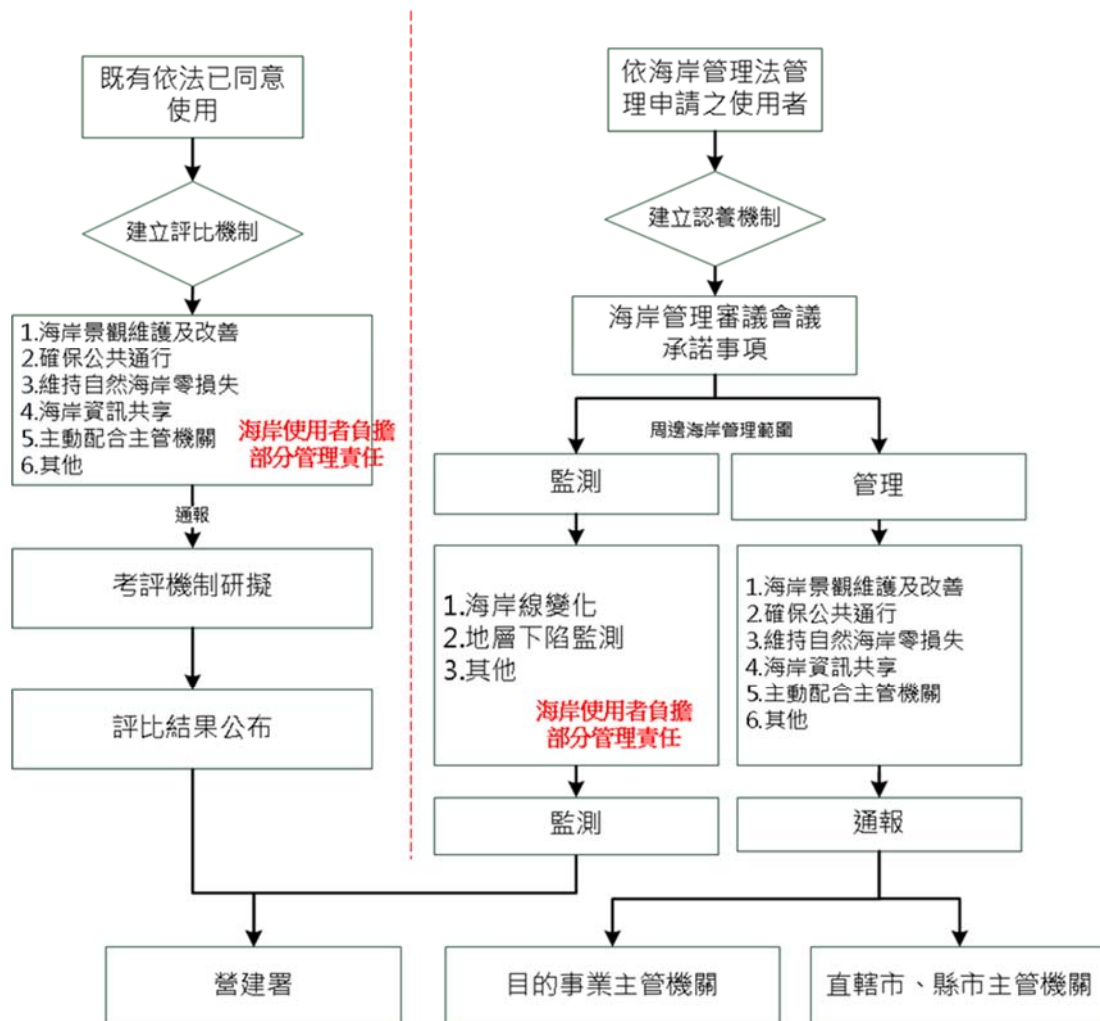 既有依法已同意
使用
建立評比機制
1.海岸景觀維護及改善
2.確保公共通行
3.維持自然海岸零損失
4.海岸資訊共享
5.主動配合主管機關
6.其他
海岸使用者負擔
部分管理責任
通報
考評機制研擬
評比結果公布
依海岸管理法管
理申請之使用者
建立認養機制
海岸管理審議會議
承諾事項
周邊海岸管理範圍
監測
管理
1.海岸線變化
2.地層下陷監測
3.其他
海岸使用者負擔
部分管理責任
1.海岸景觀維護及改善
2.確保公共通行
3.維持自然海岸零損失
4.海岸資訊共享
5.主動配合主管機關
6.其他
監測
通報
營建署
目的事業主管機關
直轄市、縣市主管機關